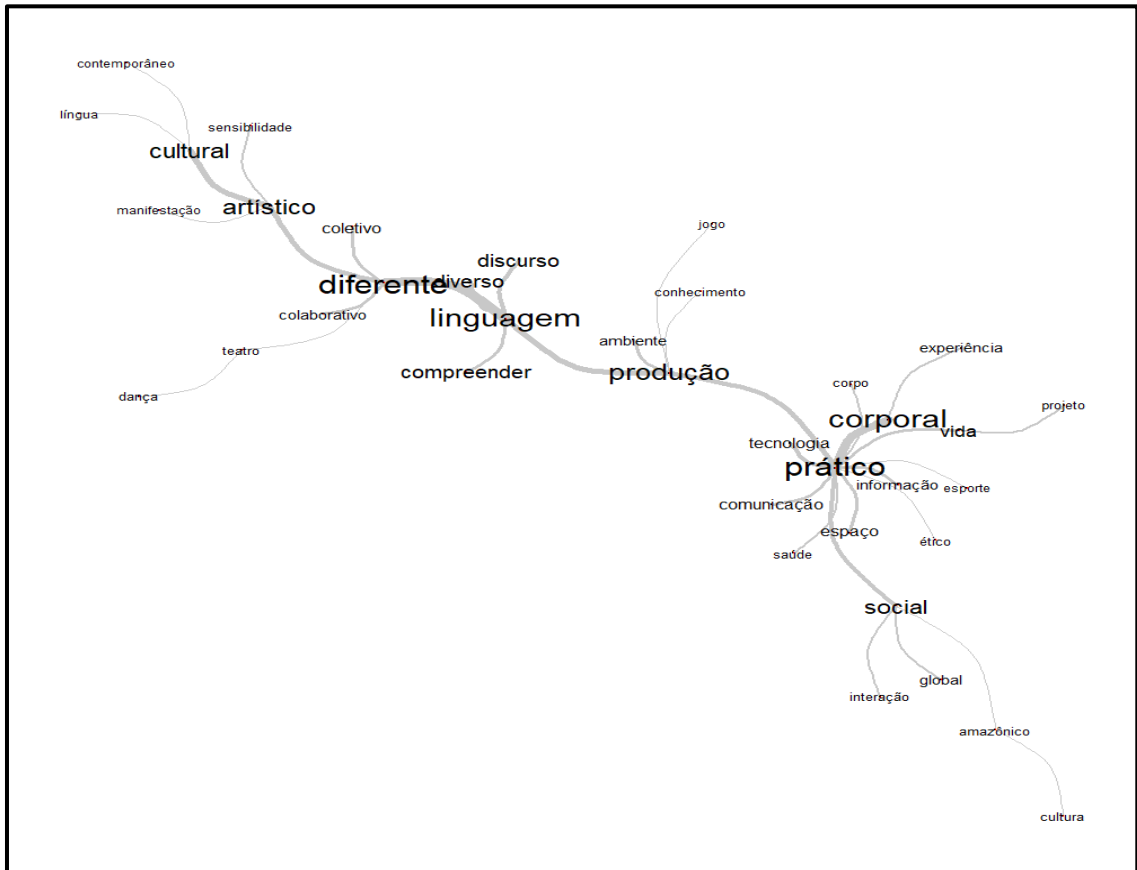 contemporâneo
língua
sensibilidade
cultural
artístico
manifestação
coletivo
jogo
discurso
diferente
diverso
conhecimento
colaborativo
linguagem
ambiente
experiência
teatro
compreender
produção
corpo
dança
corporal
projeto
vida
tecnologia
prático
informação
esporte
comunicação
espaço
ético
saúde
social
global
interação
amazônico
cultura